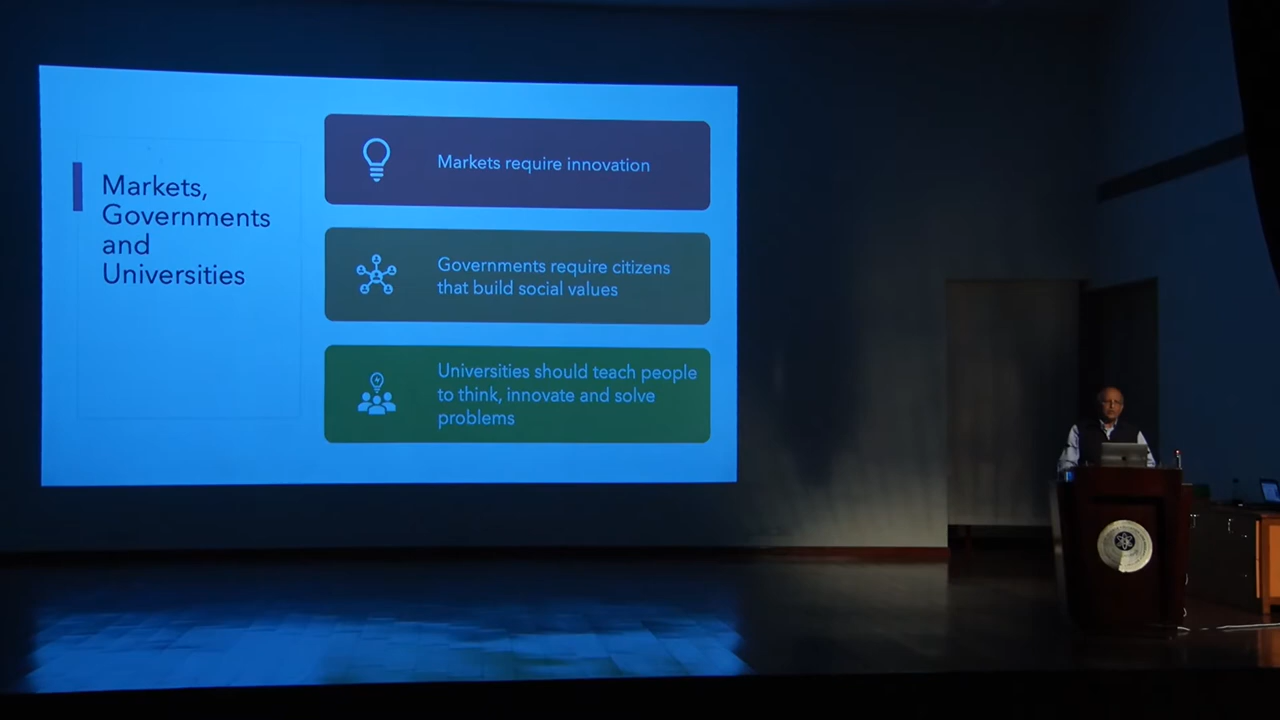 Markets,
Governments
and
Universities
Markets require innovation
Governments require citizens
that build social values
Universities should teach people
to think, innovate and solve
problems